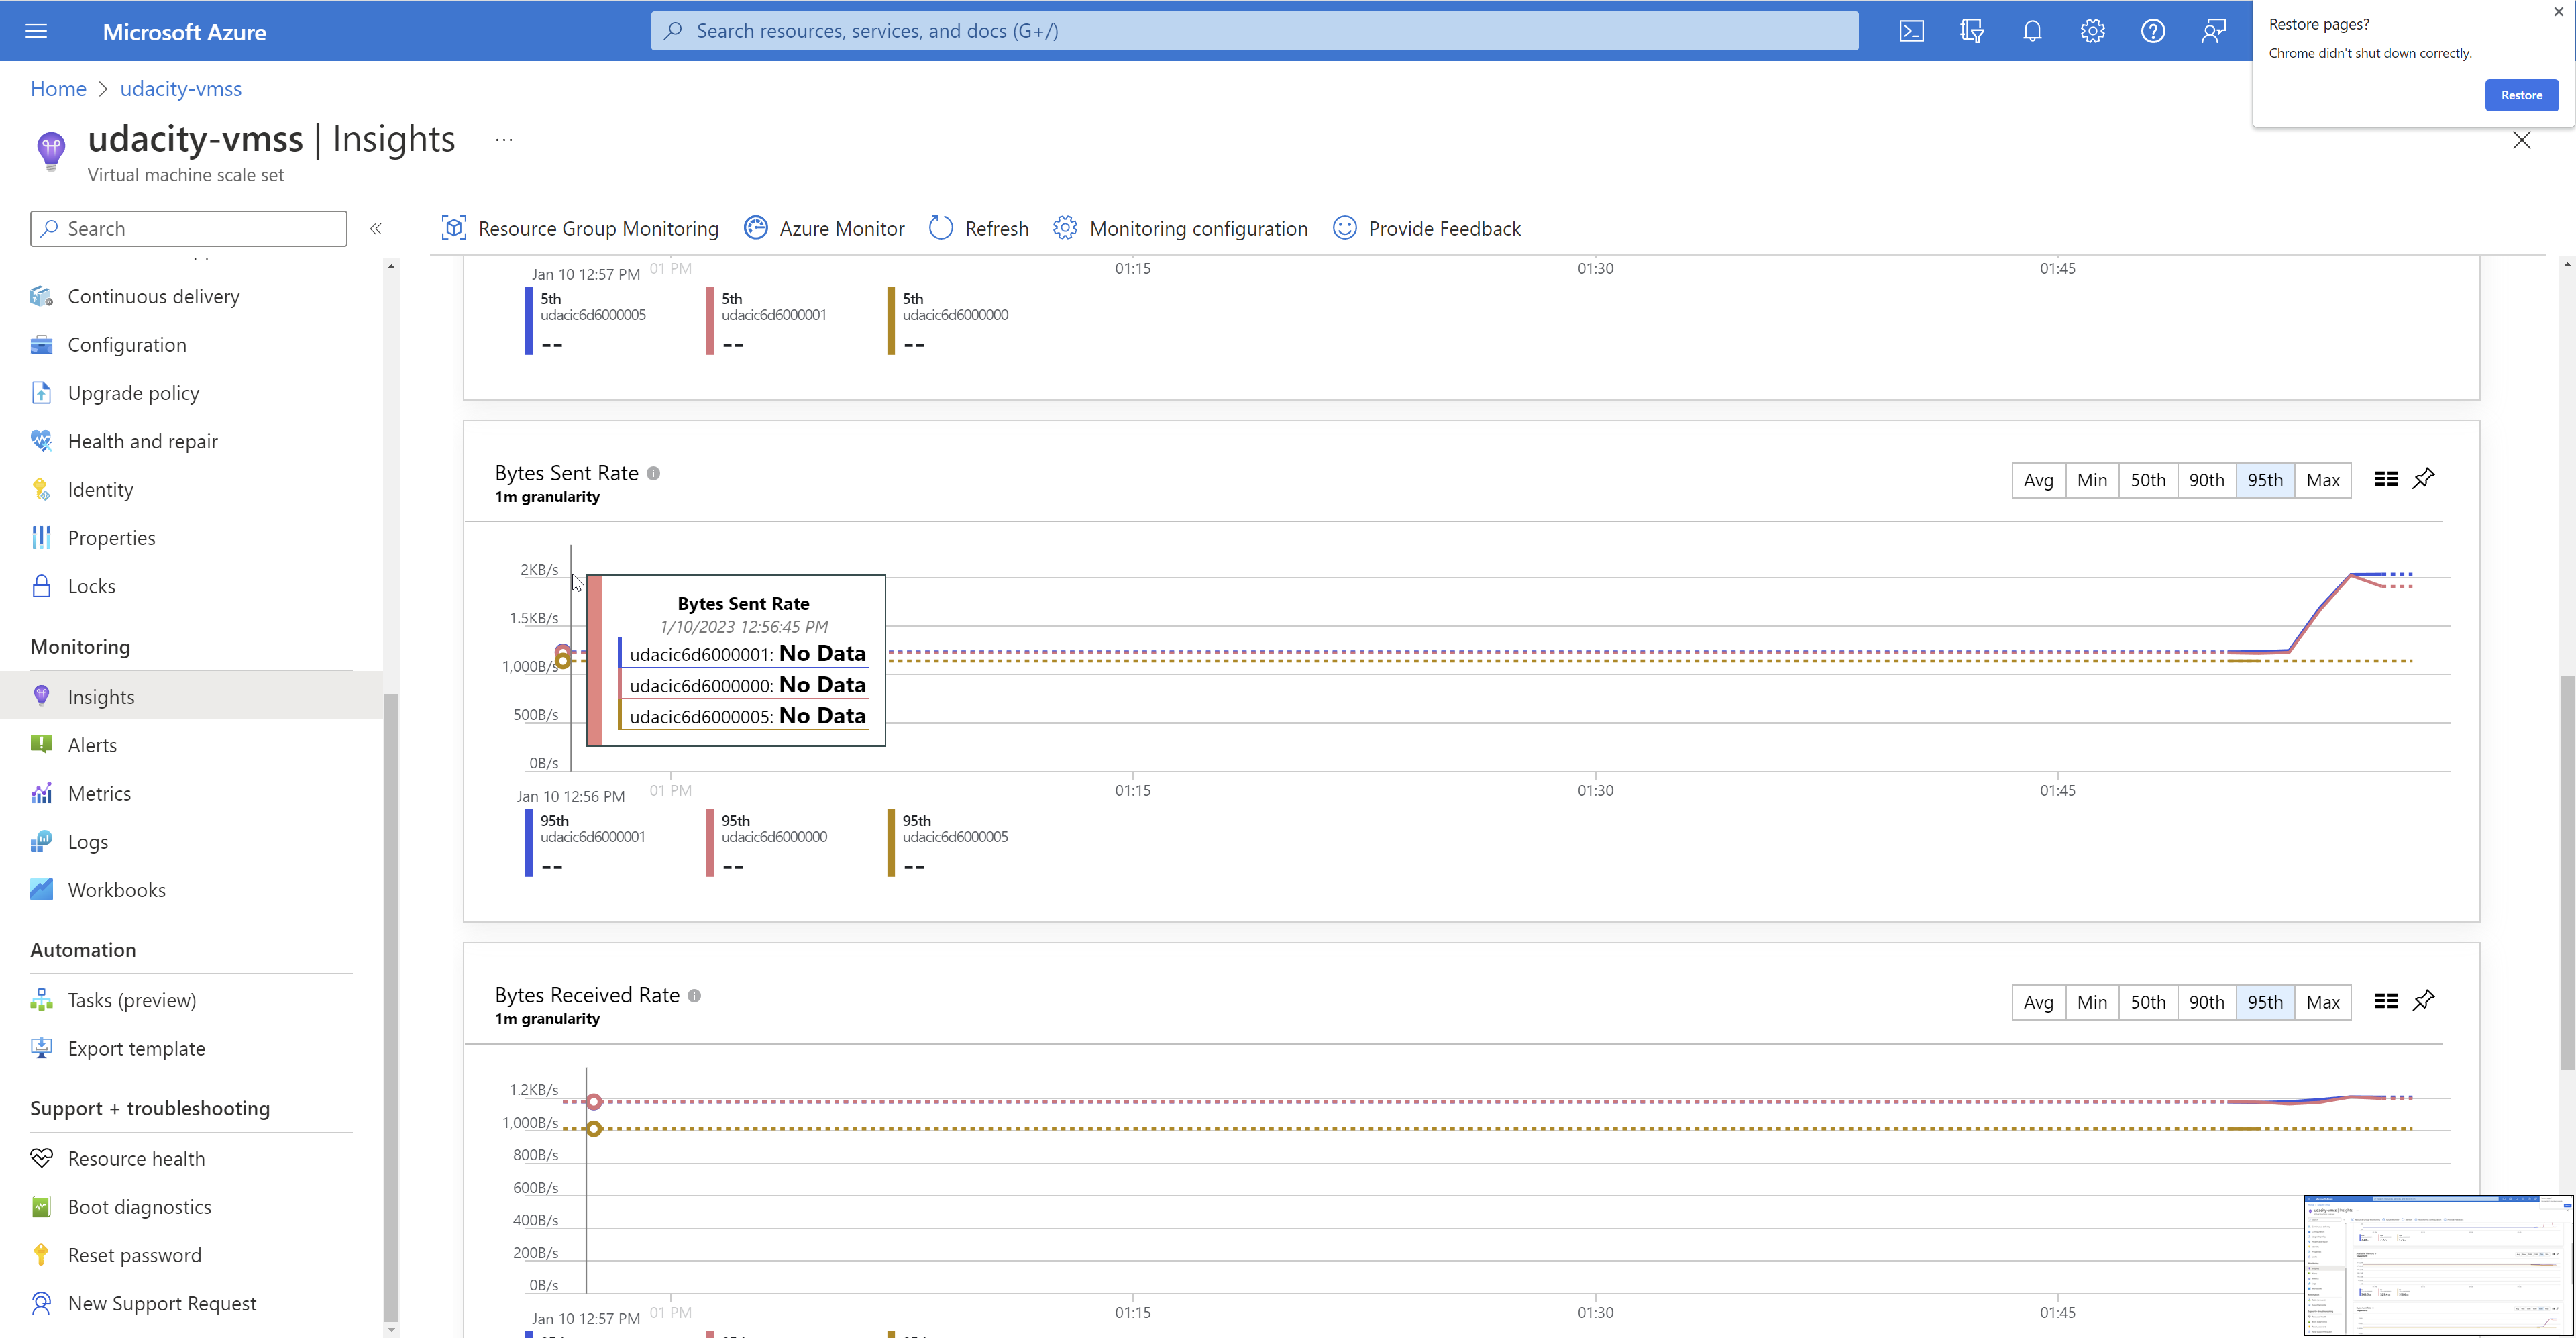 Microsoft Azure
Search resources, services, and docs (G+/)
Restore pages?
Chrome didn't shut down correctly.
Restore
Home > udacity-vmss
udacity-vmss | Insights ...
Virtual machine scale set
Search
Resource Group Monitoring
Azure Monitor
Refresh
Monitoring configuration
Provide Feedback
Continuous delivery
Configuration
Upgrade policy
Health and repair
Identity
Properties
Locks
Monitoring
Insights
Alerts
Metrics
Logs
Workbooks
Automation
Tasks (preview)
Export template
Support + troubleshooting
Resource health
Boot diagnostics
Reset password
New Support Request
Jan 10 12:57 PM 01 PM 01:15 01:30 01:45
5th 5th 5th
udacic6d6000005 udacic6d6000001 udacic6d6000000
-- -- --
Bytes Sent Rate
1m granularity
Avg Min 50th 90th 95th Max
2KB/s
1.5KB/s
1,000B/s
500B/s
0B/s
Bytes Sent Rate
1/10/2023 12:56:45 PM
udacic6d6000001: No Data
udacic6d6000000: No Data
udacic6d6000005: No Data
Jan 10 12:56 PM 01 PM 01:15 01:30 01:45
95th 95th 95th
udacic6d6000001 udacic6d6000000 udacic6d6000005
-- -- --
Bytes Received Rate
1m granularity
Avg Min 50th 90th 95th Max
1.2KB/s
1,000B/s
800B/s
600B/s
400B/s
200B/s
0B/s
Jan 10 12:57 PM 01 PM 01:15 01:30 01:45